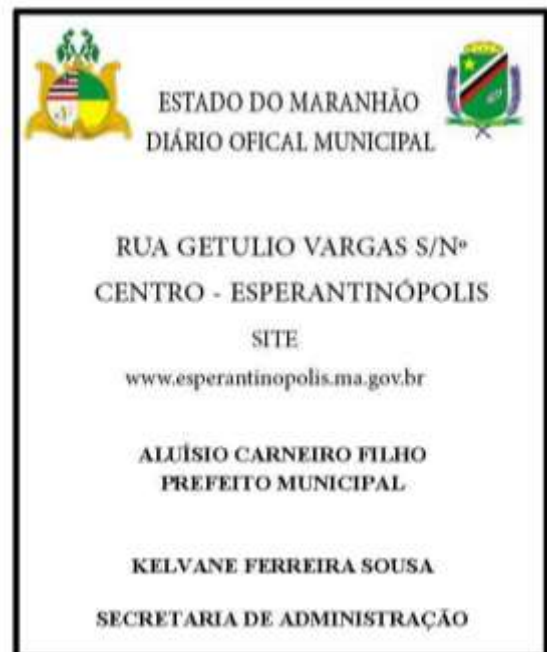 ESTADO DO MARANHÃO
DIÁRIO OFICAL MUNICIPAL
RUA GETULIO VARGAS S/Nº
CENTRO - ESPERANTINÓPOLIS
SITE
www.esperantinopolis.ma.gov.br
ALUÍSIO CARNEIRO FILHO
PREFEITO MUNICIPAL
KELVANE FERREIRA SOUSA
SECRETARIA DE ADMINISTRAÇÃO